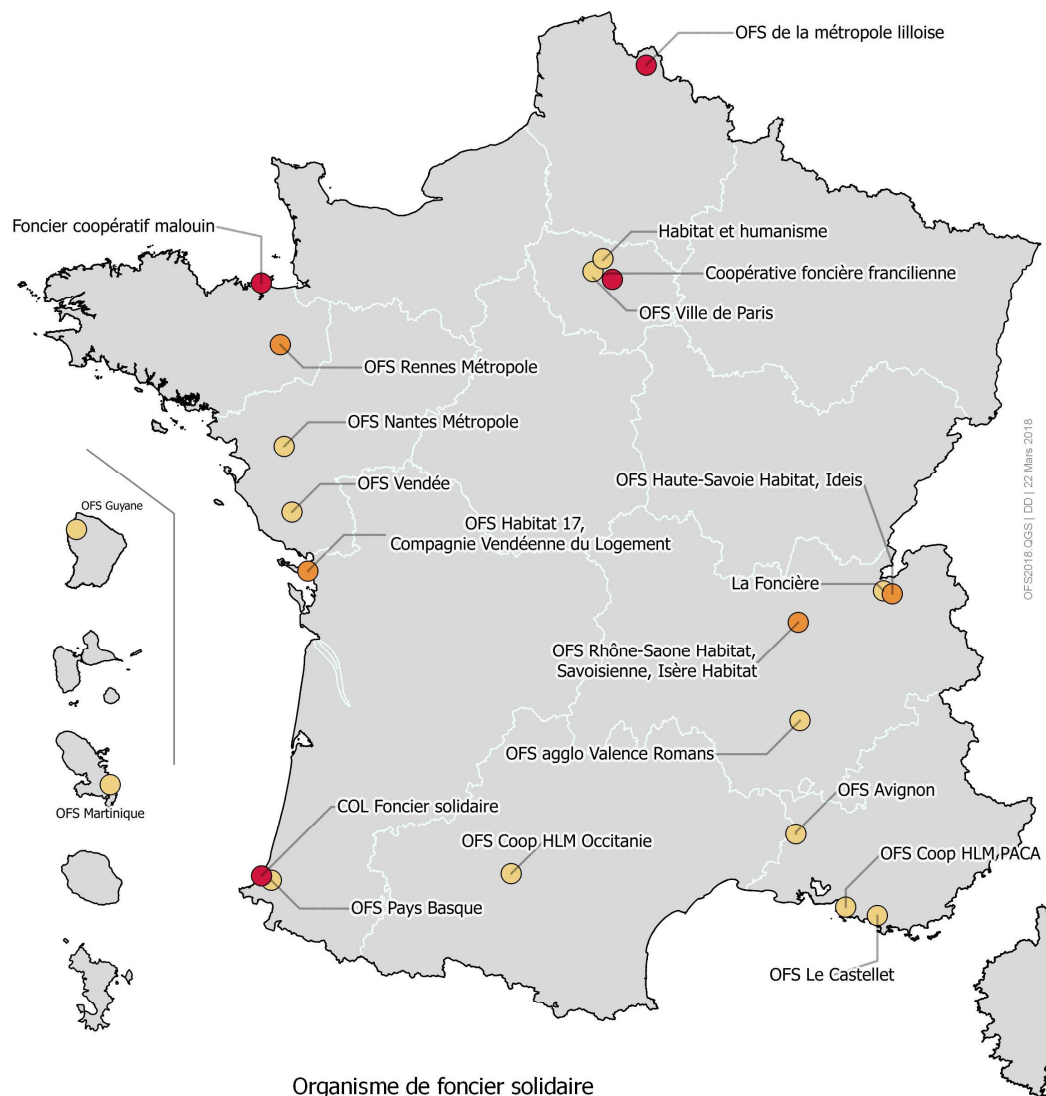 OFS de la métropole lilloise
Foncier coopératif malouin
Habitat et humanisme
Coopérative foncière francilienne
OFS Ville de Paris
OFS Rennes Métropole
OFS Nantes Métropole
OFS Vendée
OFS Haute-Savoie Habitat, Ideis
OFS Guyane
OFS Habitat 17,
Compagnie Vendéenne du Logement
La Foncière
OFS Rhône-Saone Habitat,
Savoisienne, Isère Habitat
OFS agglo Valence Romans
OFS Martinique
COL Foncier solidaire
OFS Avignon
OFS Coop HLM Occitanie
OFS Coop HLM,PACA
OFS Pays Basque
OFS Le Castellet
OFS2018.QGS | DD | 22 Mars 2018
Organisme de foncier solidaire